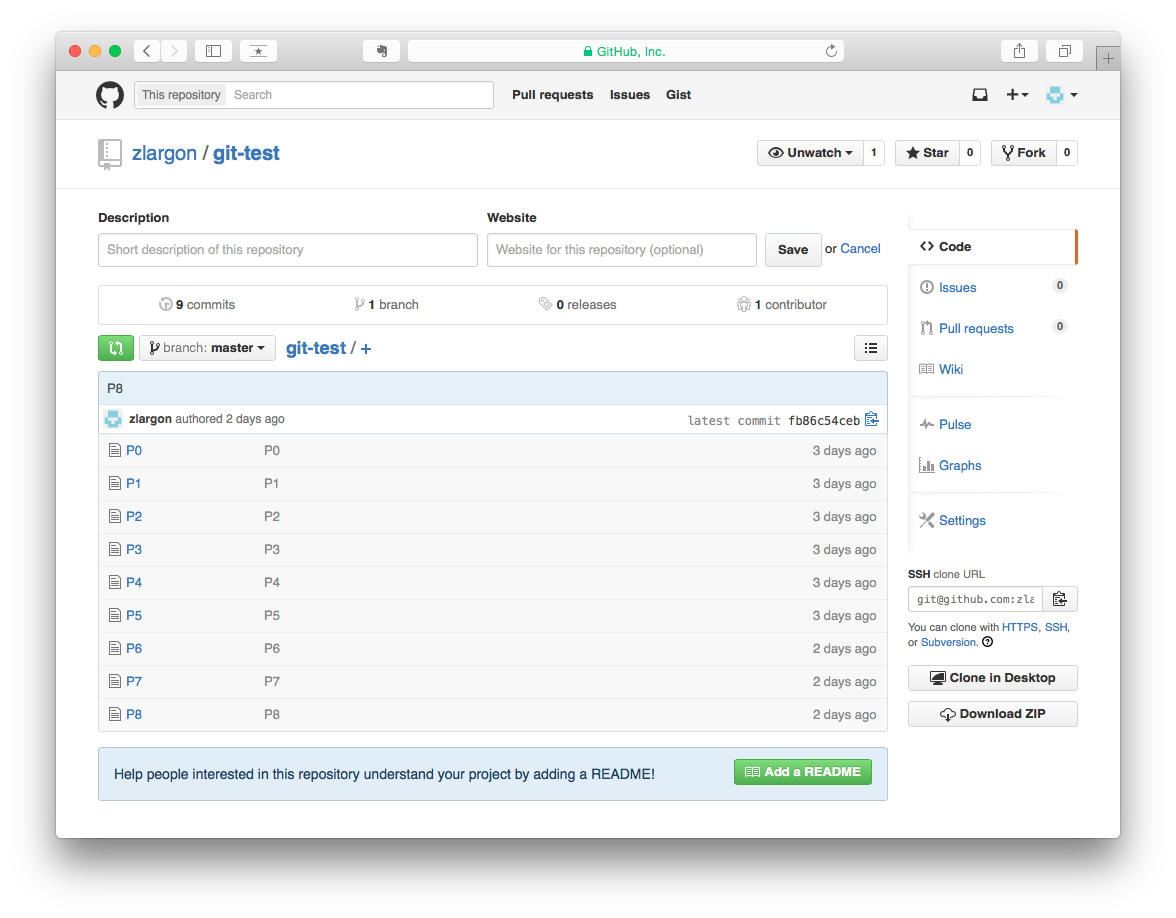 GitHub, Inc.
This repository Search Pull requests Issues Gist
zlargon / git-test Unwatch 1 Star 0 Fork 0
Description Website
Short description of this repository Website for this repository (optional) Save or Cancel
9 commits 1 branch 0 releases 1 contributor
branch: master git-test / +
P8
zlargon authored 2 days ago latest commit fb86c54ceb
P0 P0 3 days ago
P1 P1 3 days ago
P2 P2 3 days ago
P3 P3 3 days ago
P4 P4 3 days ago
P5 P5 3 days ago
P6 P6 2 days ago
P7 P7 2 days ago
P8 P8 2 days ago
Help people interested in this repository understand your project by adding a README! Add a README
Code
Issues 0
Pull requests 0
Wiki
Pulse
Graphs
Settings
SSH clone URL
git@github.com:zla
You can clone with HTTPS, SSH,
or Subversion.
Clone in Desktop
Download ZIP